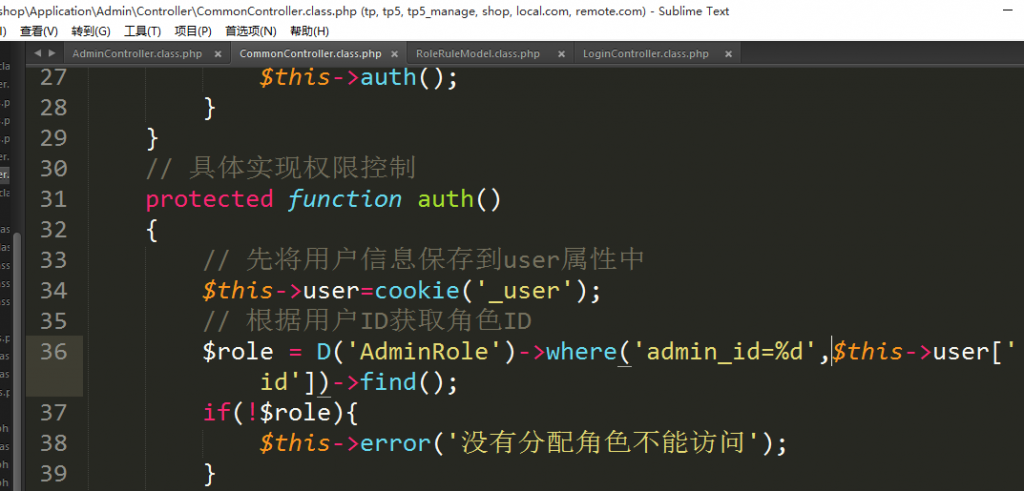 shop\Application\Admin\Controller\CommonController.class.php (tp, tp5, tp5_manage, shop, local.com, remote.com) - Sublime Text
查看(V) 转到(G) 工具(T) 项目(P) 首选项(N) 帮助(H)
AdminController.class.php × CommonController.class.php × RoleRuleModel.class.php × LoginController.class.php ×
27 $this->auth();
28 }
29 }
30 // 具体实现权限控制
31 protected function auth()
32 {
33 // 先将用户信息保存到user属性中
34 $this->user=cookie('_user');
35 // 根据用户ID获取角色ID
36 $role = D('AdminRole')->where('admin_id=%d',$this->user['
id'])->find();
37 if(!$role){
38 $this->error('没有分配角色不能访问');
39 }